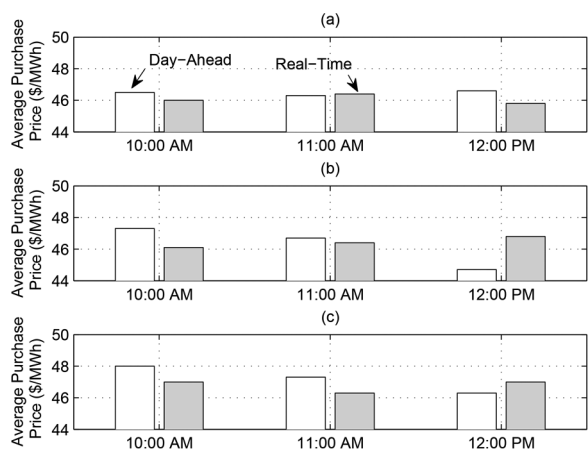 (a)
50
48
46
44
Average Purchase
Price ($/MWh)
Day-Ahead
Real-Time
10:00 AM 11:00 AM 12:00 PM
(b)
50
48
46
44
Average Purchase
Price ($/MWh)
10:00 AM 11:00 AM 12:00 PM
(c)
50
48
46
44
Average Purchase
Price ($/MWh)
10:00 AM 11:00 AM 12:00 PM